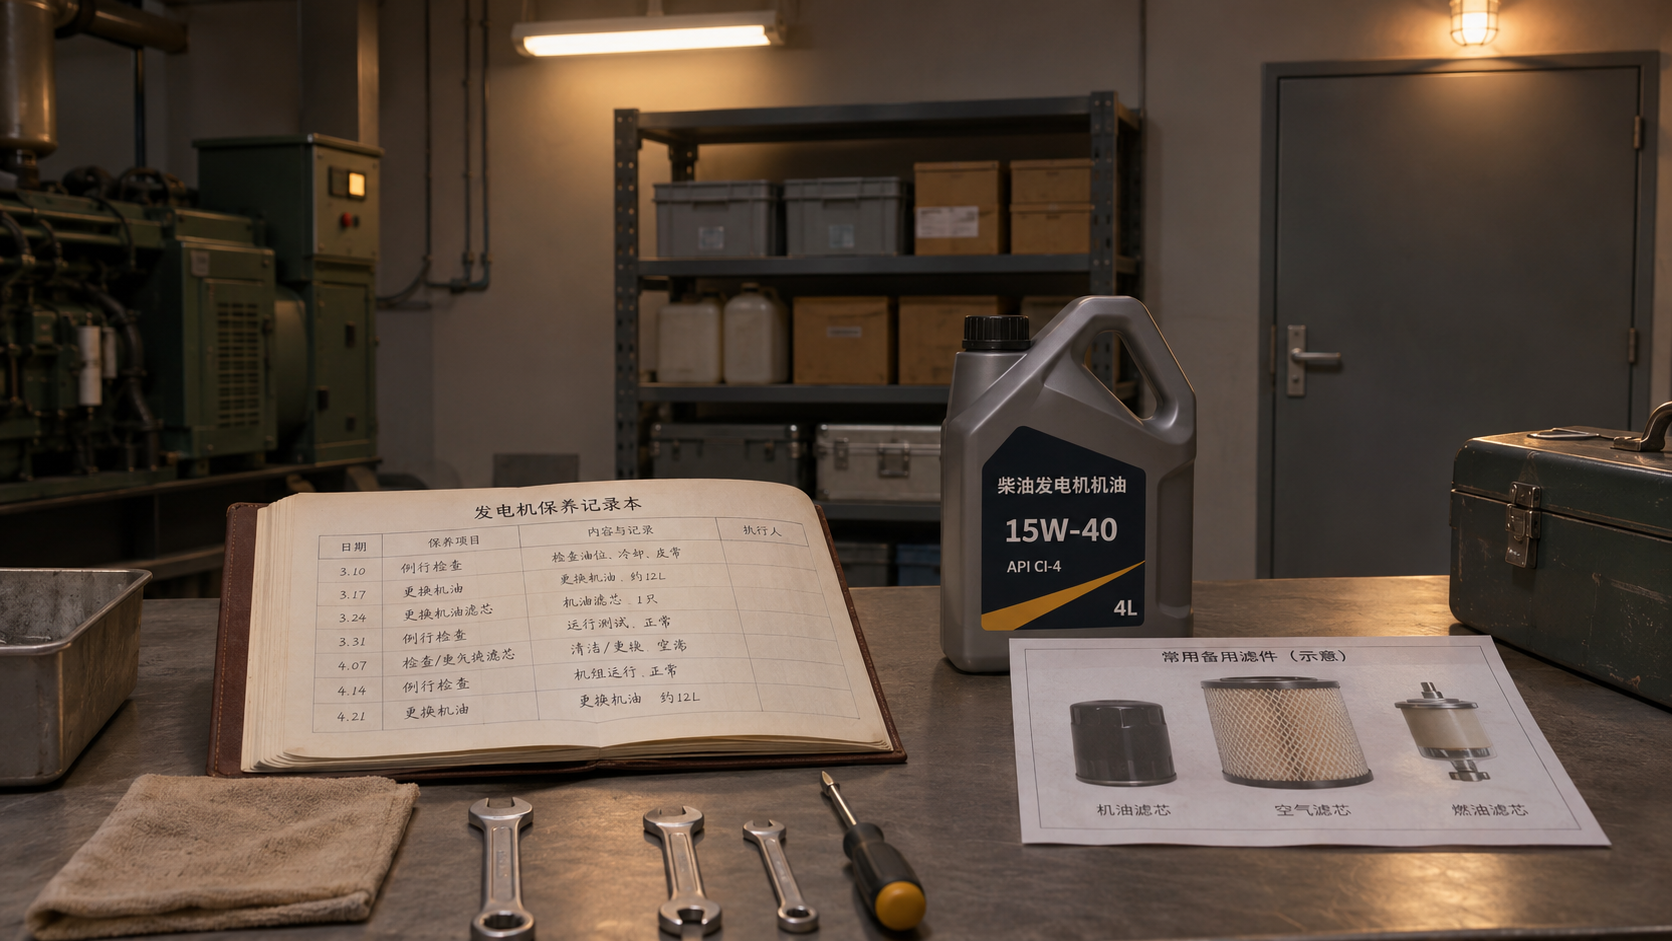 发电机保养记录本
日期 保养项目 内容与记录 执行人
3.10 例行检查 检查油位、冷却、皮带
3.17 更换机油 更换机油、约12L
3.24 更换机油滤芯 机油滤芯、1只
3.31 例行检查 运行测试、正常
4.07 检查/更 滤芯 清洁/更换
4.14 例行检查 机组运行、正常
4.21 更换机油 更换机油 约12L
柴油发电机机油
15W-40
API CI-4
4L
常用备用滤件（示意）
机油滤芯 空气滤芯 燃油滤芯